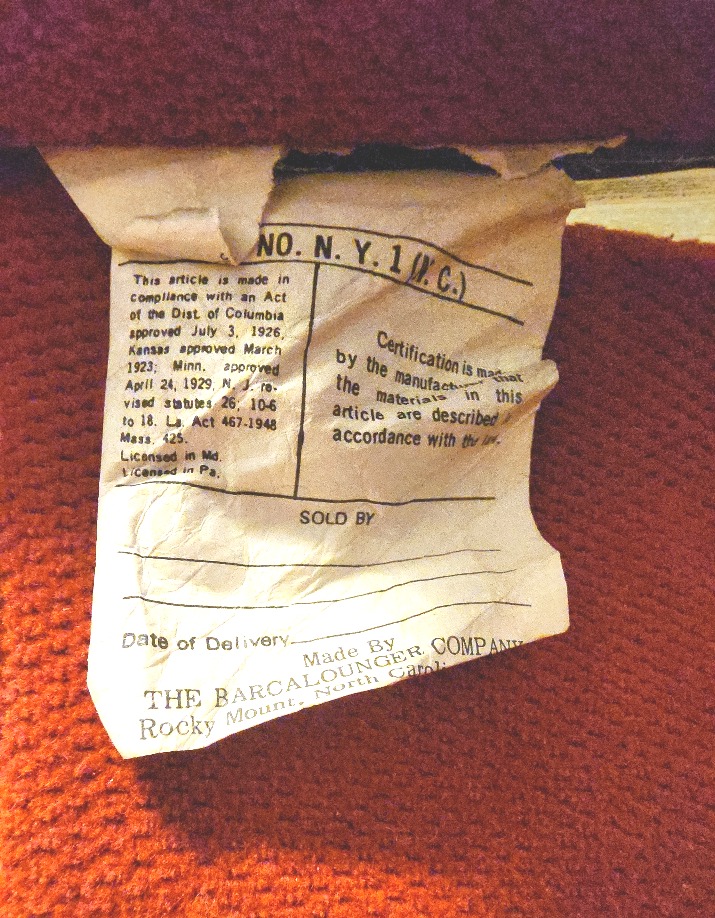 NO. N. Y. 1 (N. C.)
This article is made in
compliance with an Act
of the Dist. of Columbia
approved July 3, 1926,
Kansas approved March
1923; Minn. approved
April 24, 1929, N. J. re-
vised statutes 26; 10-6
to 18. La. Act 467-1948
Mass. 425.
Licensed in Md.
Licensed in Pa.
Certification is made
by the manufacturer that
the materials in this
article are described
accordance with the law.
SOLD BY
Date of Delivery
Made By
THE BARCALOUNGER COMPANY
Rocky Mount, North Caroli